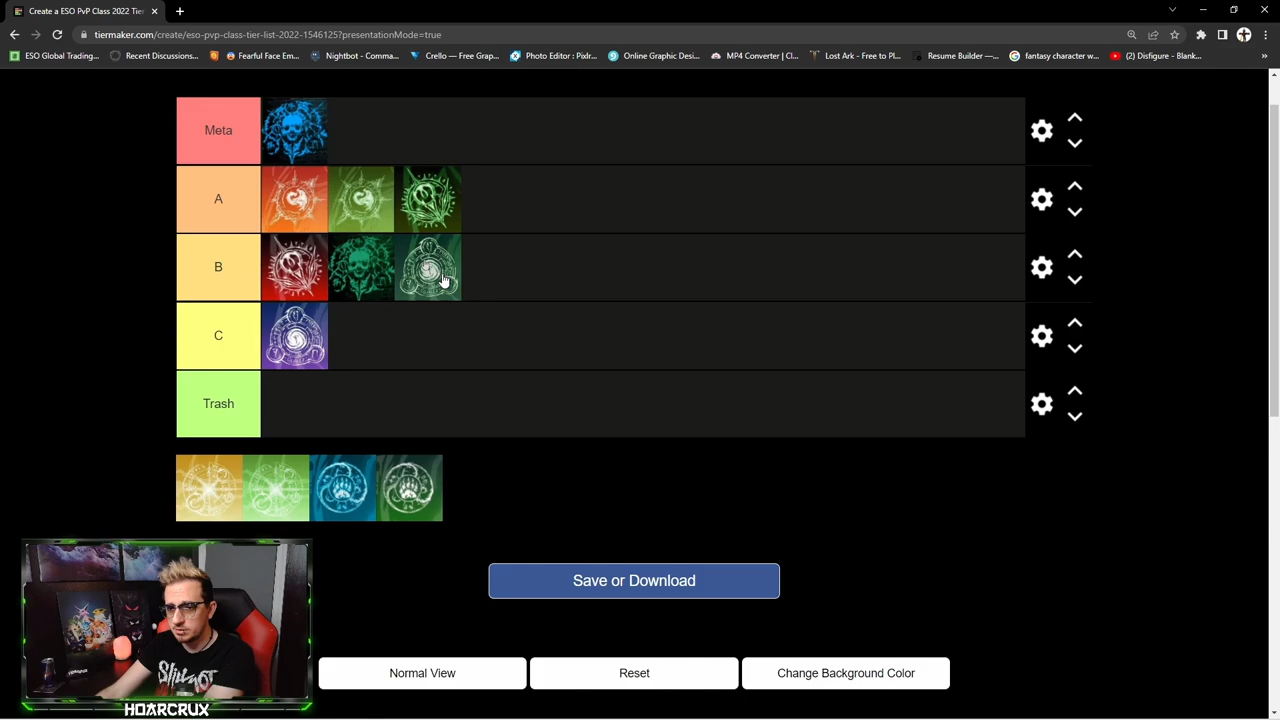 Create a ESO PvP Class 2022 Tier
tiermaker.com/create/eso-pvp-class-tier-list-2022-1546125?presentationMode=true
ESO Global Trading...
Recent Discussions...
Fearful Face Em...
Nightbot - Comma...
Crello — Free Grap...
Photo Editor : Pixlr...
Online Graphic Desi...
MP4 Converter | Cl...
Lost Ark - Free to Pl...
Resume Builder —...
fantasy character w...
(2) Disfigure - Blank...
Meta
A
B
C
Trash
Save or Download
Normal View
Reset
Change Background Color
SLIPKNOT
HOARCRUX